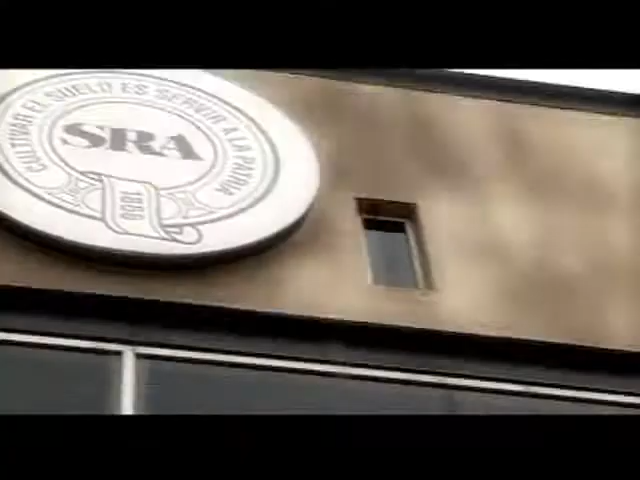 CULTIVAR EL SUELO ES SERVIR A LA PATRIA
SRA
1866